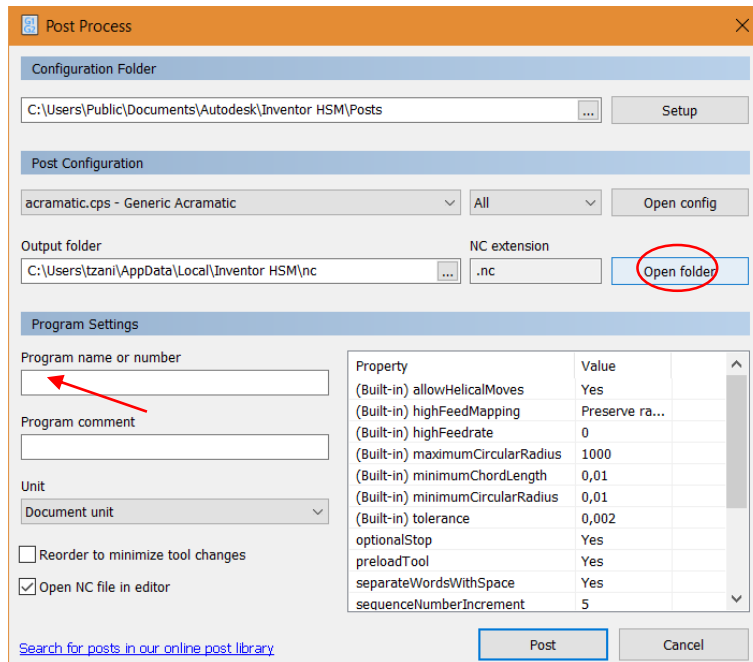 G1
G2
Post Process
Configuration Folder
C:\Users\Public\Documents\Autodesk\Inventor HSM\Posts
...
Setup
Post Configuration
acramatic.cps - Generic Acramatic
All
Open config
Output folder
NC extension
C:\Users\tzani\AppData\Local\Inventor HSM\nc
...
.nc
Open folder
Program Settings
Program name or number
Program comment
Unit
Document unit
Reorder to minimize tool changes
Open NC file in editor
Property Value
(Built-in) allowHelicalMoves Yes
(Built-in) highFeedMapping Preserve ra...
(Built-in) highFeedrate 0
(Built-in) maximumCircularRadius 1000
(Built-in) minimumChordLength 0,01
(Built-in) minimumCircularRadius 0,01
(Built-in) tolerance 0,002
optionalStop Yes
preloadTool Yes
separateWordsWithSpace Yes
sequenceNumberIncrement 5
Search for posts in our online post library
Post
Cancel